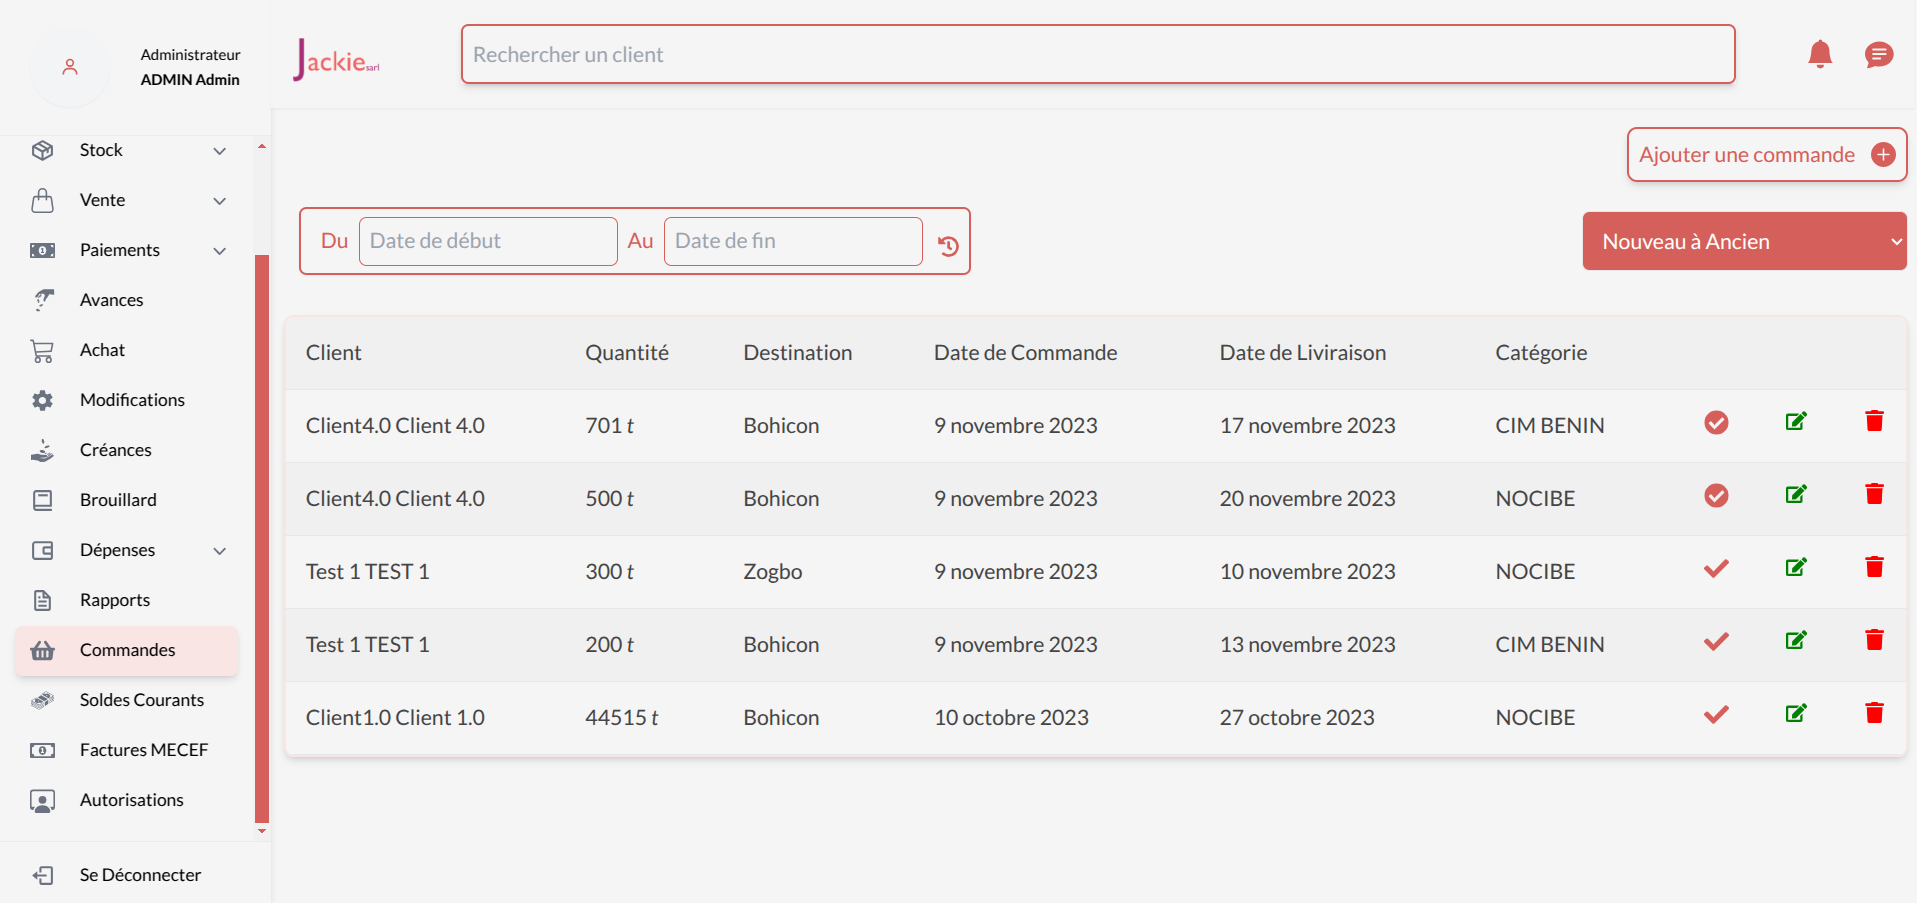 Administrateur
ADMIN Admin
Stock
Vente
Paiements
Avances
Achat
Modifications
Créances
Brouillard
Dépenses
Rapports
Commandes
Soldes Courants
Factures MECEF
Autorisations
Se Déconnecter
Jackie sarl
Rechercher un client
Ajouter une commande
Du Date de début Au Date de fin
Nouveau à Ancien
Client Quantité Destination Date de Commande Date de Liviraison Catégorie
Client4.0 Client 4.0 701 t Bohicon 9 novembre 2023 17 novembre 2023 CIM BENIN
Client4.0 Client 4.0 500 t Bohicon 9 novembre 2023 20 novembre 2023 NOCIBE
Test 1 TEST 1 300 t Zogbo 9 novembre 2023 10 novembre 2023 NOCIBE
Test 1 TEST 1 200 t Bohicon 9 novembre 2023 13 novembre 2023 CIM BENIN
Client1.0 Client 1.0 44515 t Bohicon 10 octobre 2023 27 octobre 2023 NOCIBE